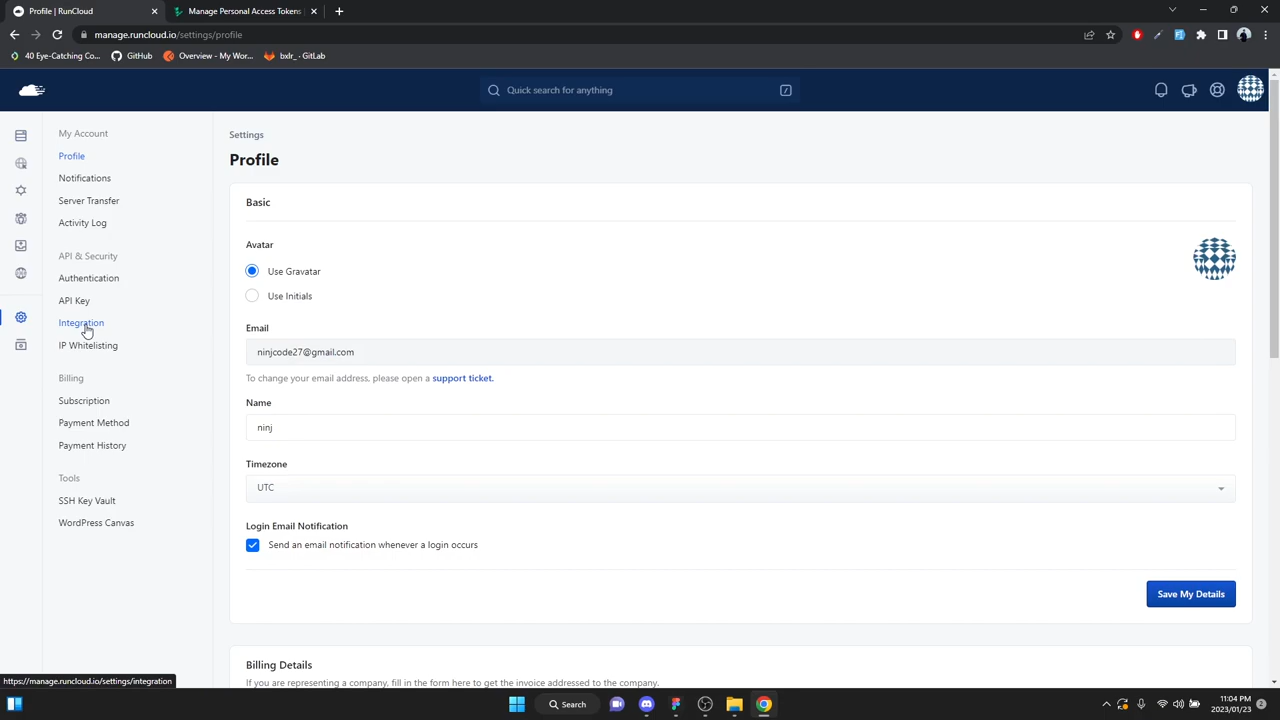 Profile | RunCloud
Manage Personal Access Tokens
manage.runcloud.io/settings/profile
40 Eye-Catching Co...
GitHub
Overview - My Wor...
bxlr_ · GitLab
Quick search for anything
/
My Account
Profile
Notifications
Server Transfer
Activity Log
API & Security
Authentication
API Key
Integration
IP Whitelisting
Billing
Subscription
Payment Method
Payment History
Tools
SSH Key Vault
WordPress Canvas
Settings
Profile
Basic
Avatar
Use Gravatar
Use Initials
Email
ninjcode27@gmail.com
To change your email address, please open a support ticket.
Name
ninj
Timezone
UTC
Login Email Notification
Send an email notification whenever a login occurs
Save My Details
Billing Details
If you are representing a company, fill in the form here to get the invoice addressed to the company.
https://manage.runcloud.io/settings/integration
Search
11:04 PM
2023/01/23